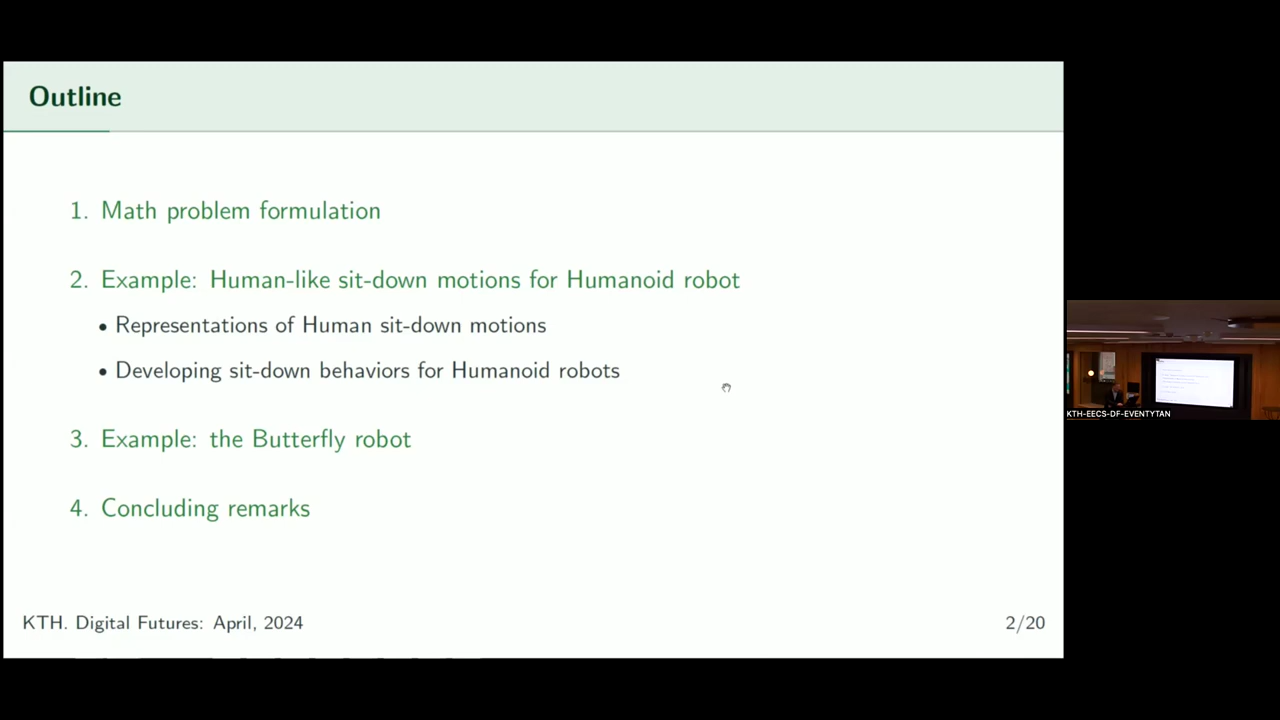 Outline
1. Math problem formulation
2. Example: Human-like sit-down motions for Humanoid robot
• Representations of Human sit-down motions
• Developing sit-down behaviors for Humanoid robots
3. Example: the Butterfly robot
4. Concluding remarks
KTH. Digital Futures: April, 2024
2/20
KTH-EECS-DF-EVENTYTAN